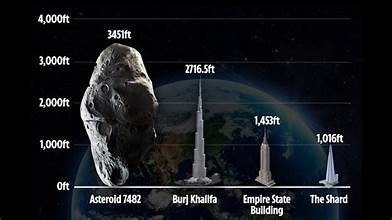 4,000ft
3451ft
3,000ft
2716.5ft
2,000ft
1,453ft
1,000ft
1,016ft
0ft
Asteroid 7482
Burj Khalifa
Empire State
Building
The Shard